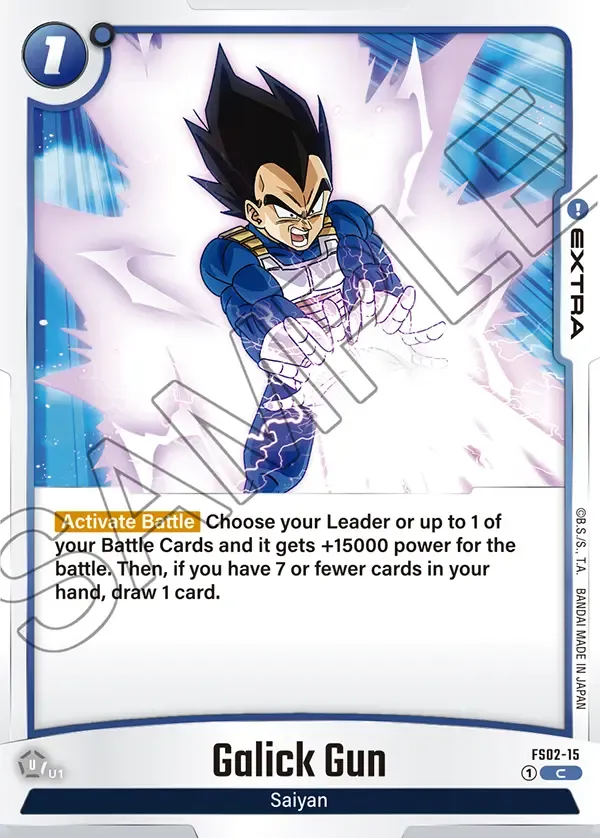 1
EXTRA
SAMPLE
Activate Battle Choose your Leader or up to 1 of
your Battle Cards and it gets +15000 power for the
battle. Then, if you have 7 or fewer cards in your
hand, draw 1 card.
©B.S./S., T.A. BANDAI MADE IN JAPAN
U/U1
Galick Gun
FS02-15
1 C
Saiyan